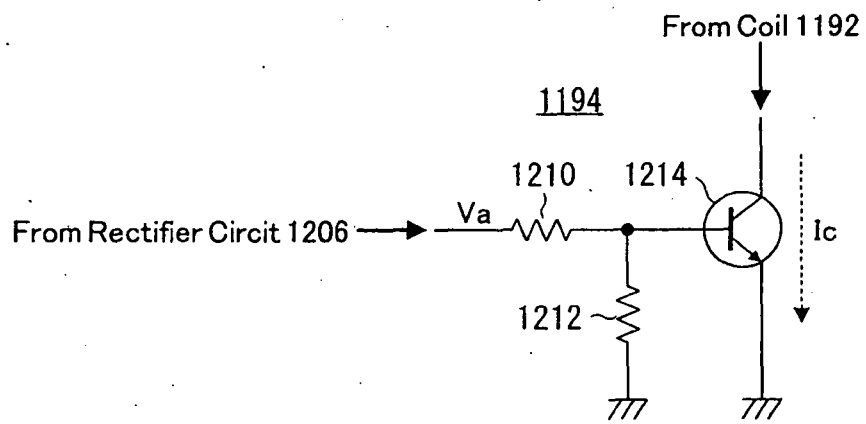 From Coil 1192
1194
1210
1214
Va
From Rectifier Circit 1206
Ic
1212